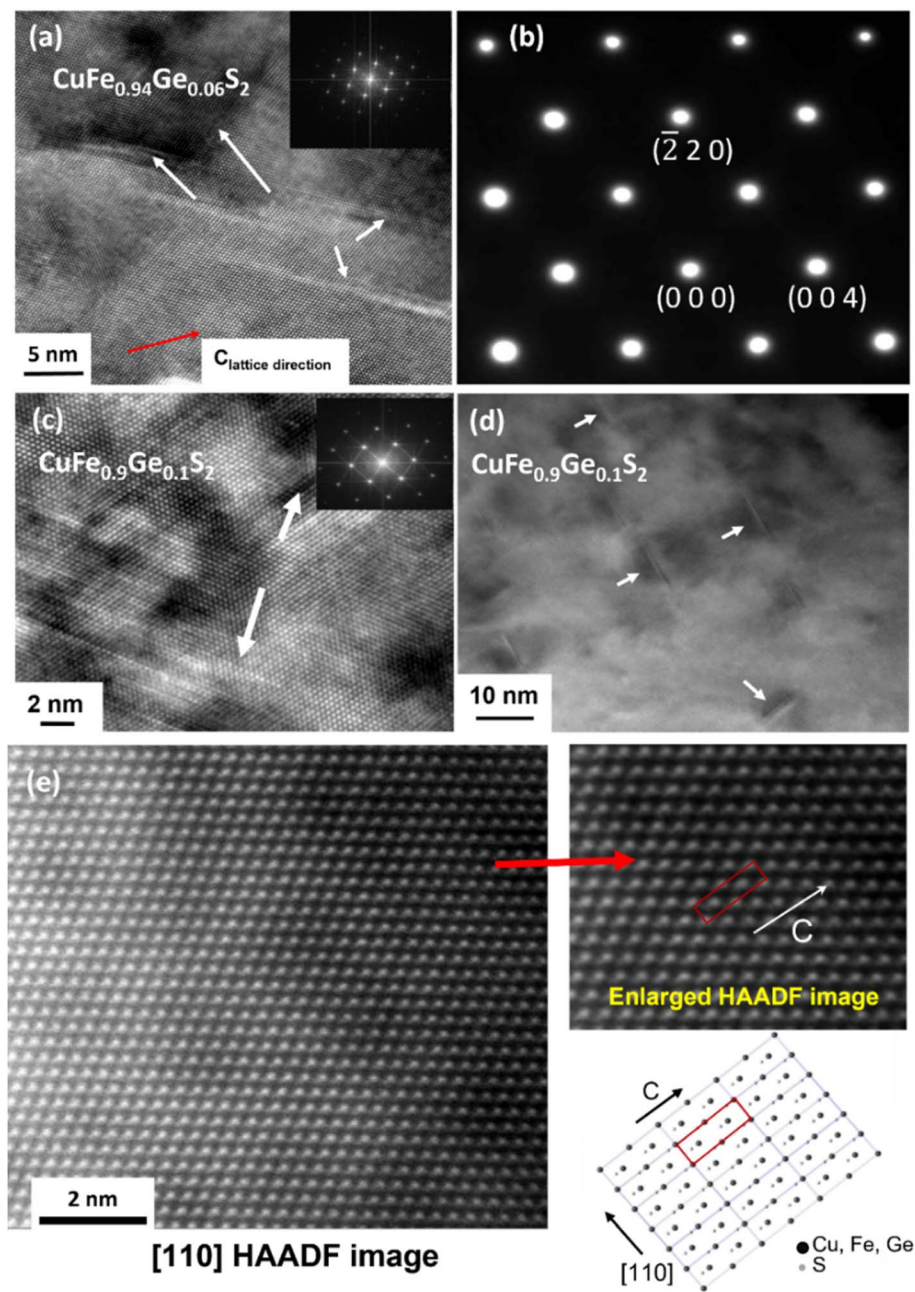 (a)
CuFe₀.₉₄Ge₀.₀₆S₂
5 nm
C lattice direction
(b)
(2̅ 2 0)
(0 0 0)
(0 0 4)
(c)
CuFe₀.₉Ge₀.₁S₂
2 nm
(d)
CuFe₀.₉Ge₀.₁S₂
10 nm
(e)
2 nm
[110] HAADF image
C
Enlarged HAADF image
C
[110]
Cu, Fe, Ge
S